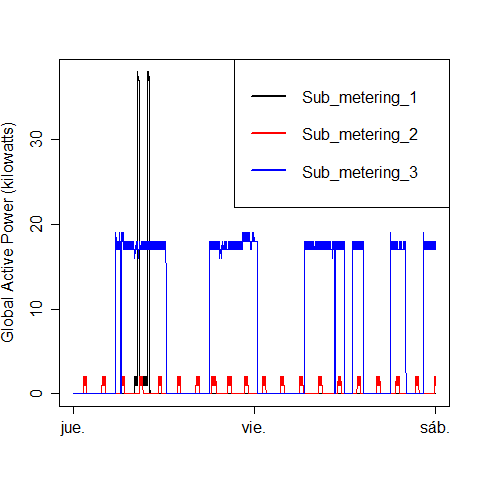 Sub_metering_1
Sub_metering_2
Sub_metering_3
Global Active Power (kilowatts)
30
20
10
0
jue. vie. sáb.